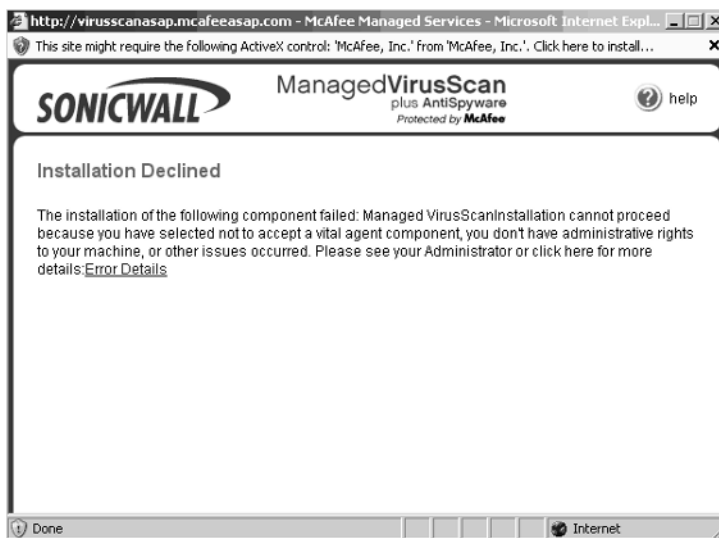 http://virusscanasap.mcafeeasap.com - McAfee Managed Services - Microsoft Internet Expl...
This site might require the following ActiveX control: 'McAfee, Inc.' from 'McAfee, Inc.'. Click here to install...
SONICWALL
ManagedVirusScan
plus AntiSpyware
Protected by McAfee
help
Installation Declined
The installation of the following component failed: Managed VirusScanInstallation cannot proceed
because you have selected not to accept a vital agent component, you don't have administrative rights
to your machine, or other issues occurred. Please see your Administrator or click here for more
details:Error Details
Done
Internet